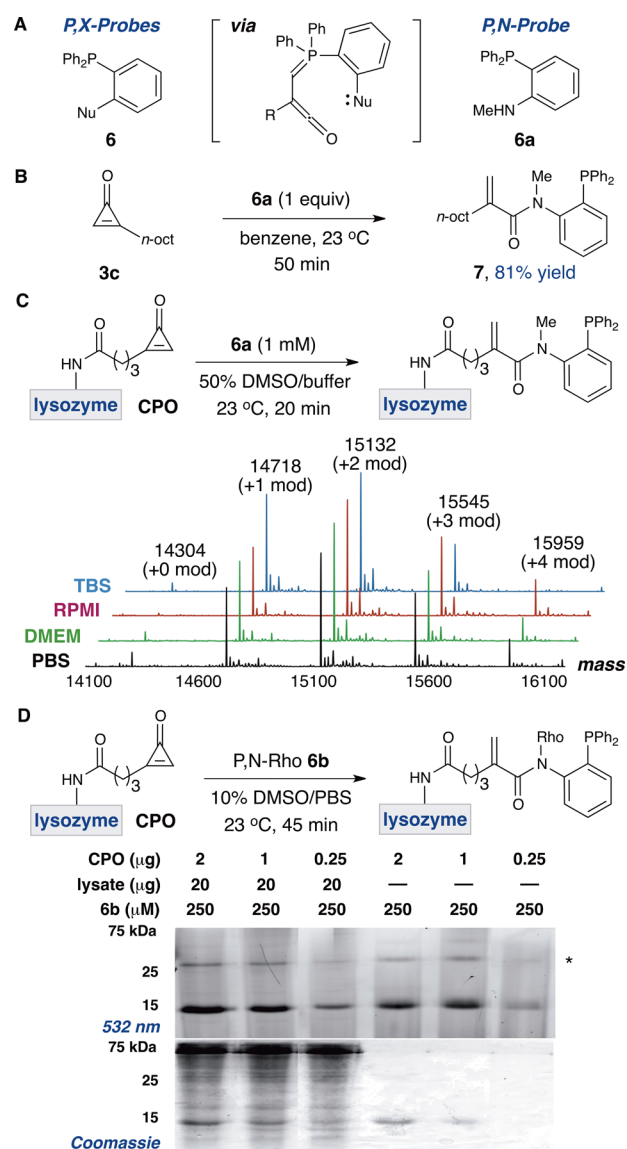 A
P,X-Probes
via
P,N-Probe
Ph2P
Nu
6
Ph
Ph
P
R
:Nu
O
Ph2P
MeHN
6a
B
O
n-oct
3c
6a (1 equiv)
benzene, 23 ºC
50 min
n-oct
Me
N
O
PPh2
7, 81% yield
C
O
O
HN
3
lysozyme
CPO
6a (1 mM)
50% DMSO/buffer
23 ºC, 20 min
O
HN
3
O
Me
N
PPh2
lysozyme
14304
(+0 mod)
14718
(+1 mod)
15132
(+2 mod)
15545
(+3 mod)
15959
(+4 mod)
TBS
RPMI
DMEM
PBS
mass
14100 14600 15100 15600 16100
D
O
O
HN
3
lysozyme
CPO
P,N-Rho 6b
10% DMSO/PBS
23 ºC, 45 min
O
HN
3
O
Rho
N
PPh2
lysozyme
CPO (μg) 2 1 0.25 2 1 0.25
lysate (μg) 20 20 20 — — —
6b (μM) 250 250 250 250 250 250
75 kDa
25
*
15
532 nm
75 kDa
25
15
Coomassie